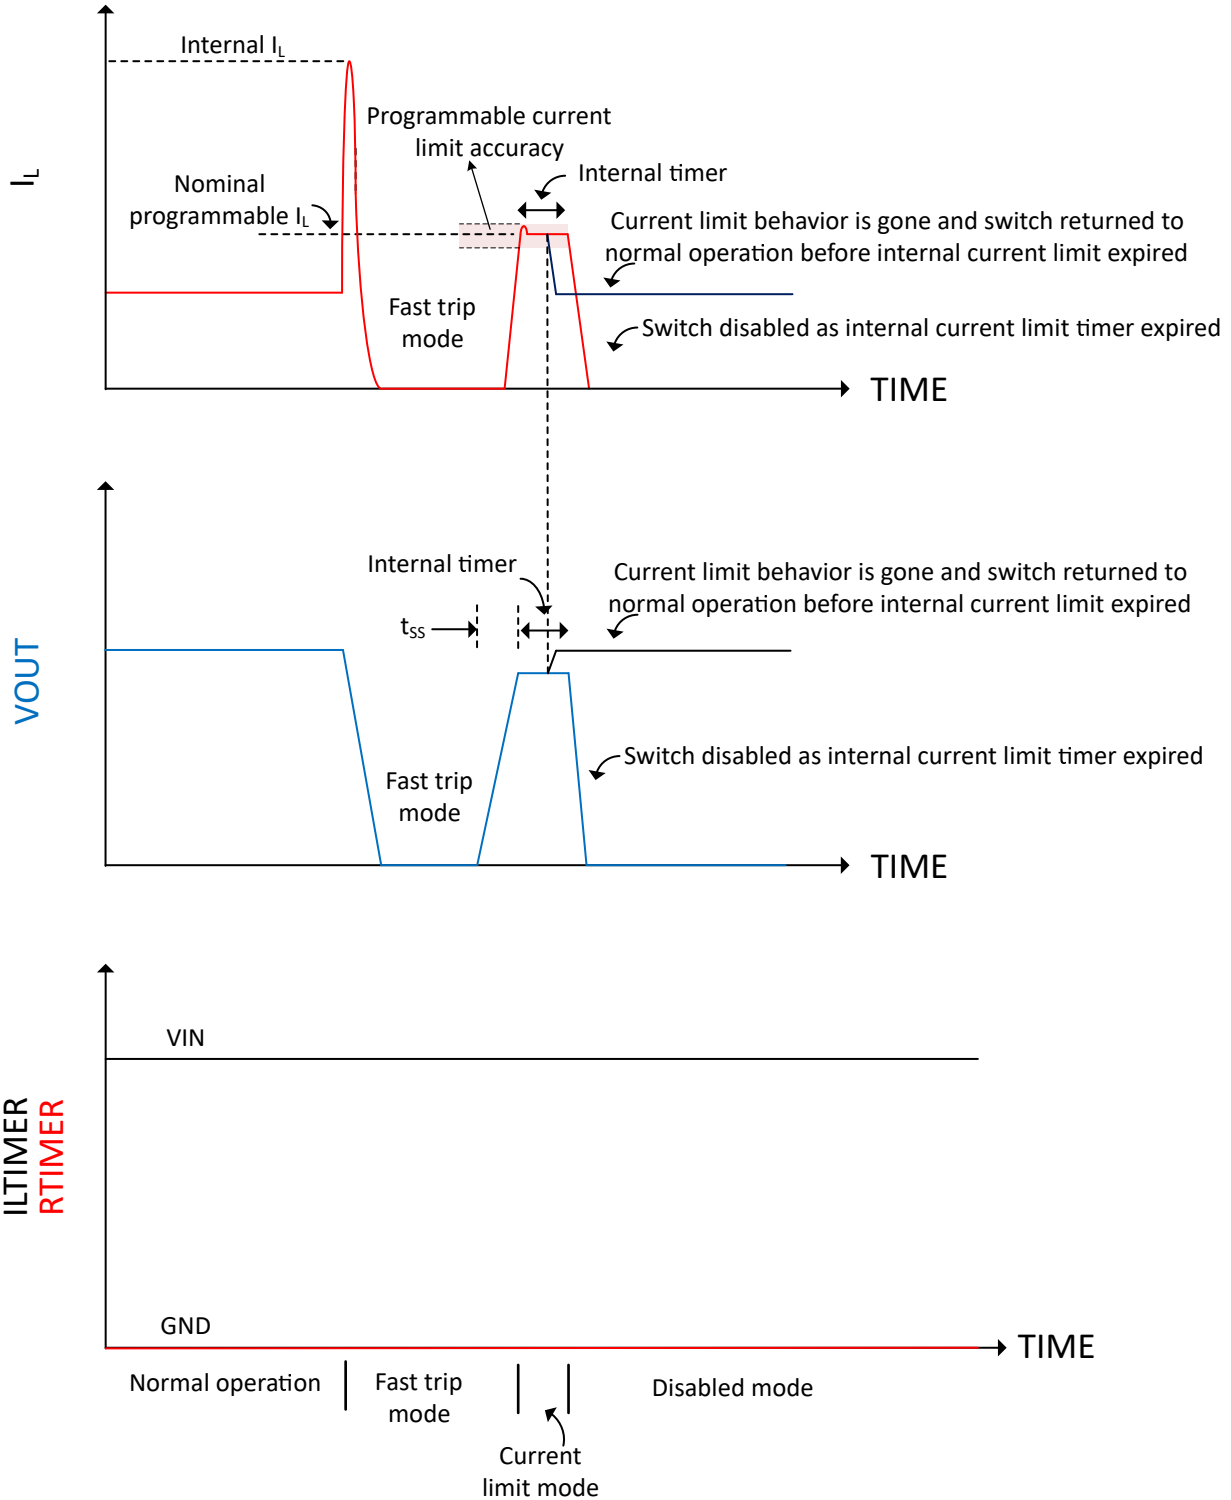 Internal IL
Programmable current
limit accuracy
Internal timer
Nominal
programmable IL
IL
Current limit behavior is gone and switch returned to
normal operation before internal current limit expired
Fast trip
mode
Switch disabled as internal current limit timer expired
TIME
Internal timer
Current limit behavior is gone and switch returned to
normal operation before internal current limit expired
tSS
VOUT
Switch disabled as internal current limit timer expired
Fast trip
mode
TIME
VIN
ILTIMER
RTIMER
GND
TIME
Normal operation
Fast trip
mode
Disabled mode
Current
limit mode